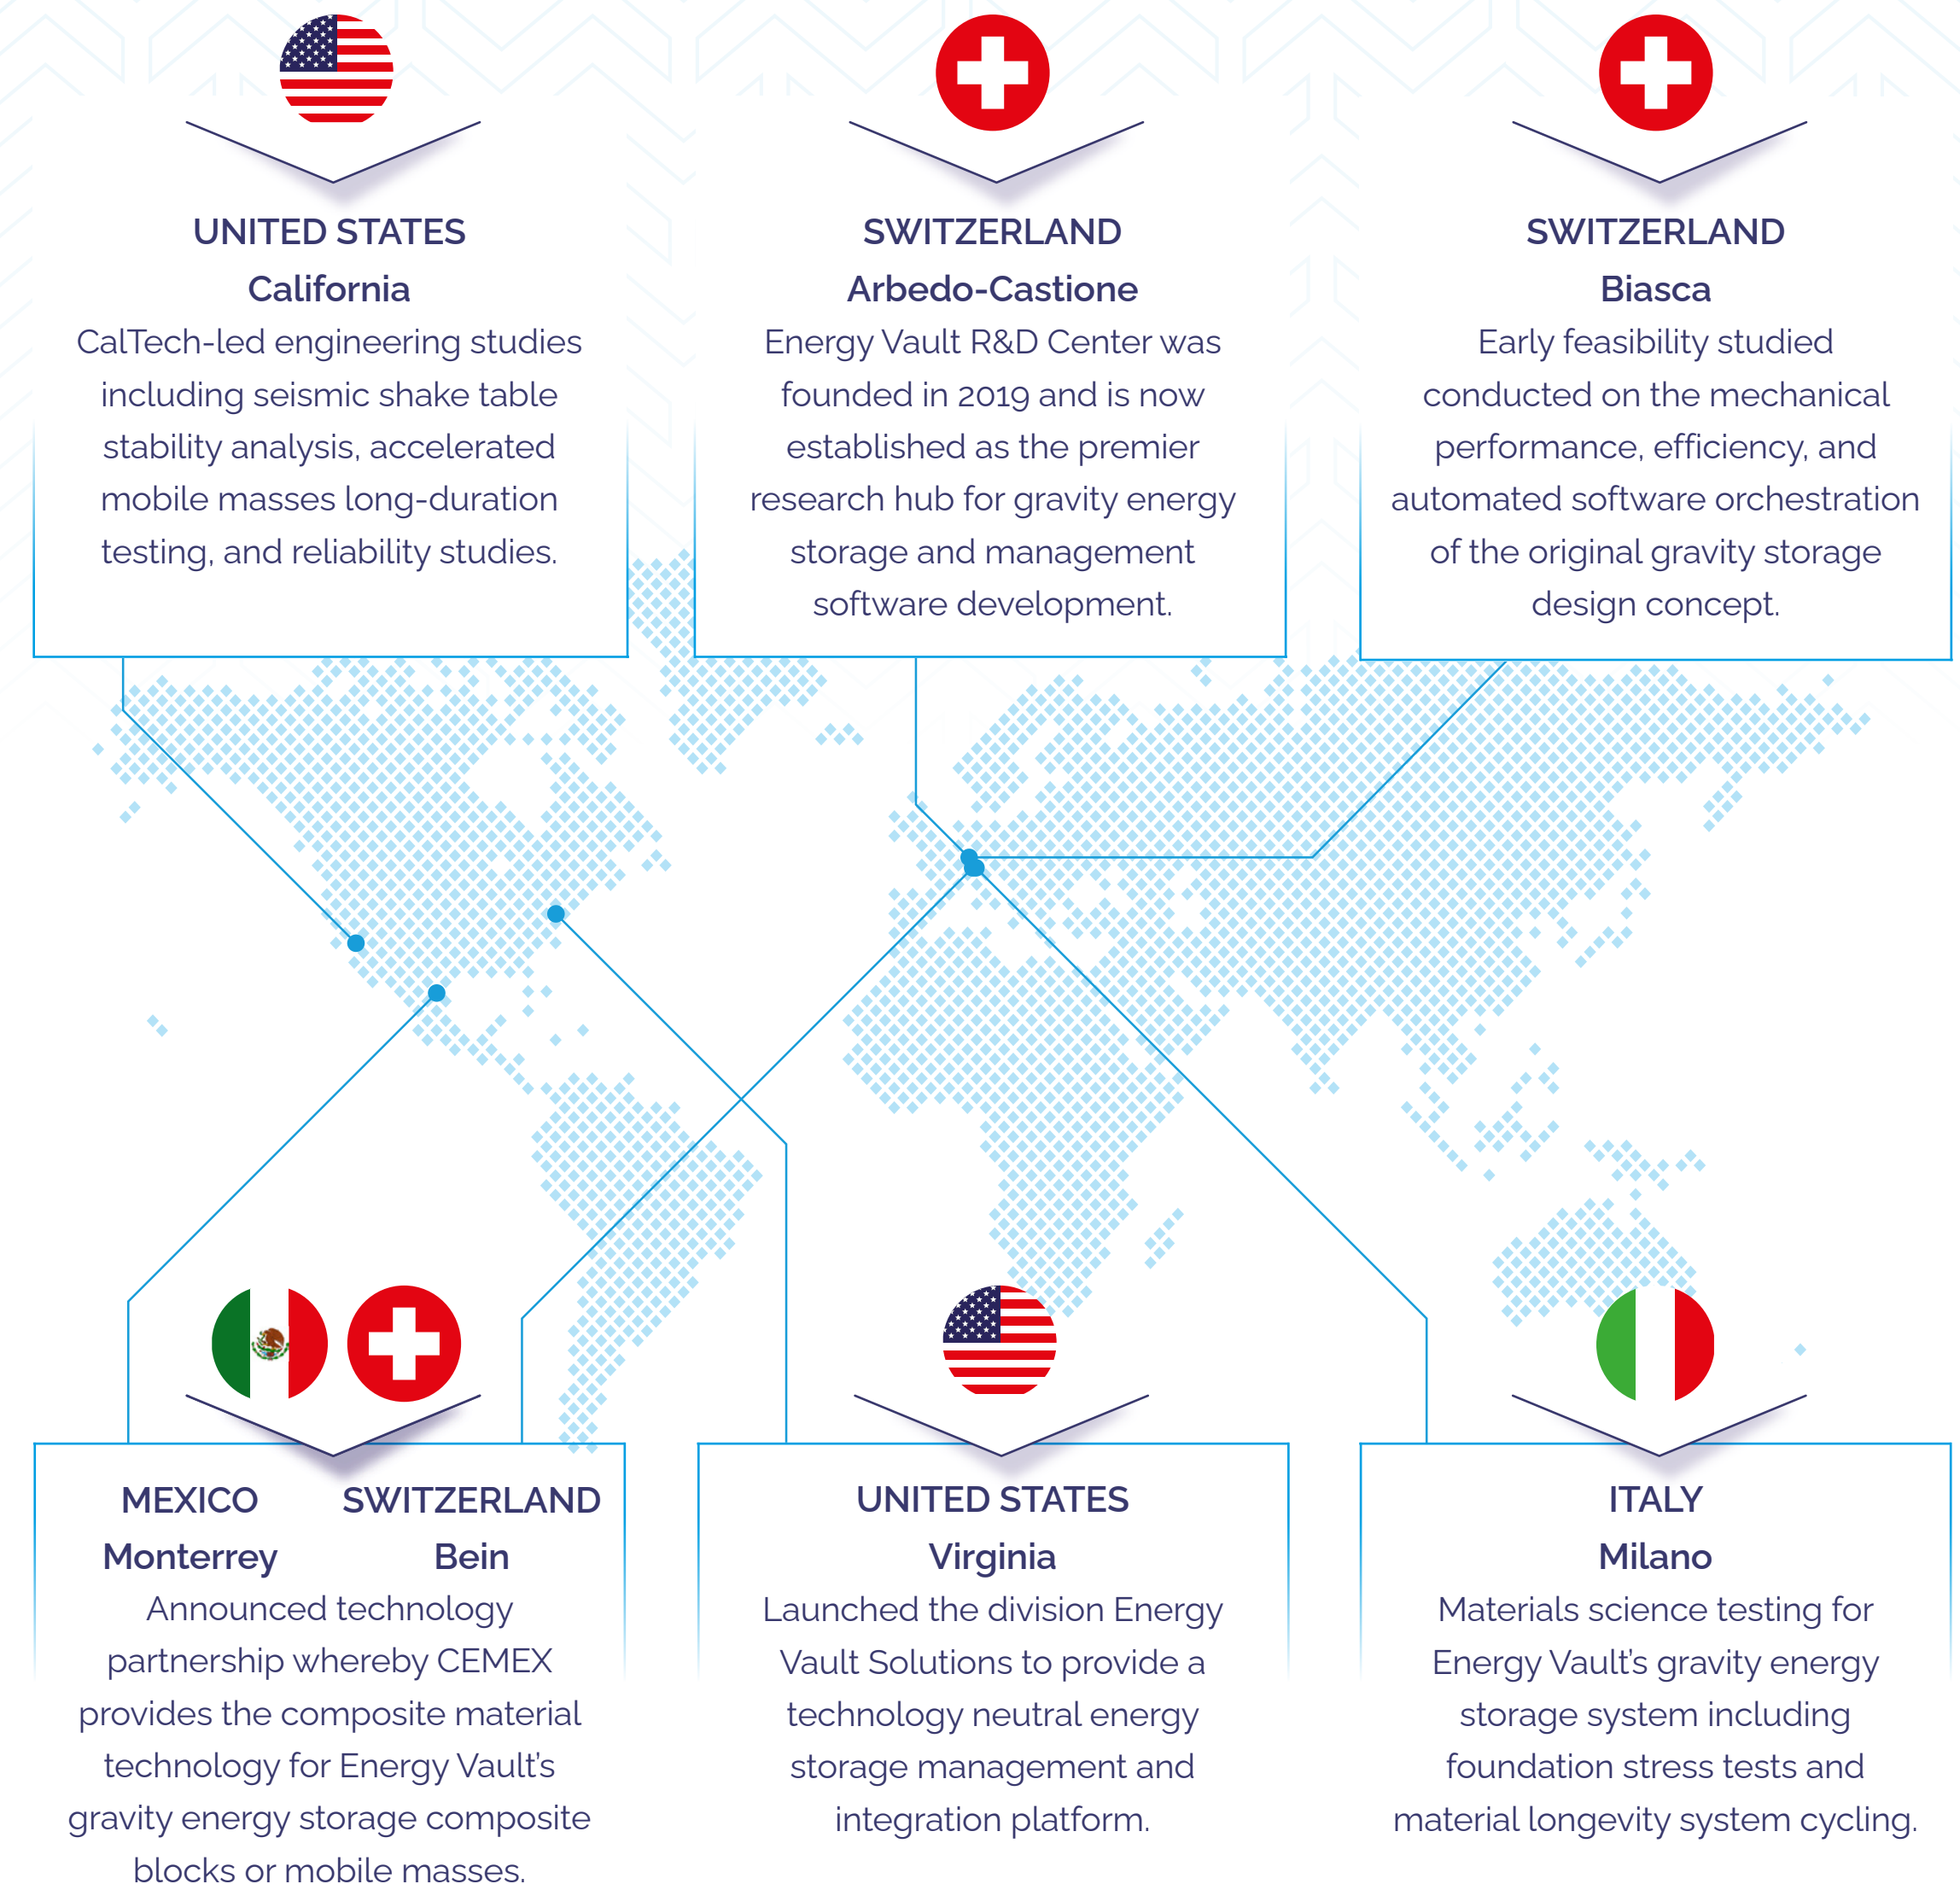 UNITED STATES
California
CalTech-led engineering studies
including seismic shake table
stability analysis, accelerated
mobile masses long-duration
testing, and reliability studies.
SWITZERLAND
Arbedo-Castione
Energy Vault R&D Center was
founded in 2019 and is now
established as the premier
research hub for gravity energy
storage and management
software development.
SWITZERLAND
Biasca
Early feasibility studied
conducted on the mechanical
performance, efficiency, and
automated software orchestration
of the original gravity storage
design concept.
MEXICO
Monterrey
SWITZERLAND
Bein
Announced technology
partnership whereby CEMEX
provides the composite material
technology for Energy Vault's
gravity energy storage composite
blocks or mobile masses.
UNITED STATES
Virginia
Launched the division Energy
Vault Solutions to provide a
technology neutral energy
storage management and
integration platform.
ITALY
Milano
Materials science testing for
Energy Vault's gravity energy
storage system including
foundation stress tests and
material longevity system cycling.